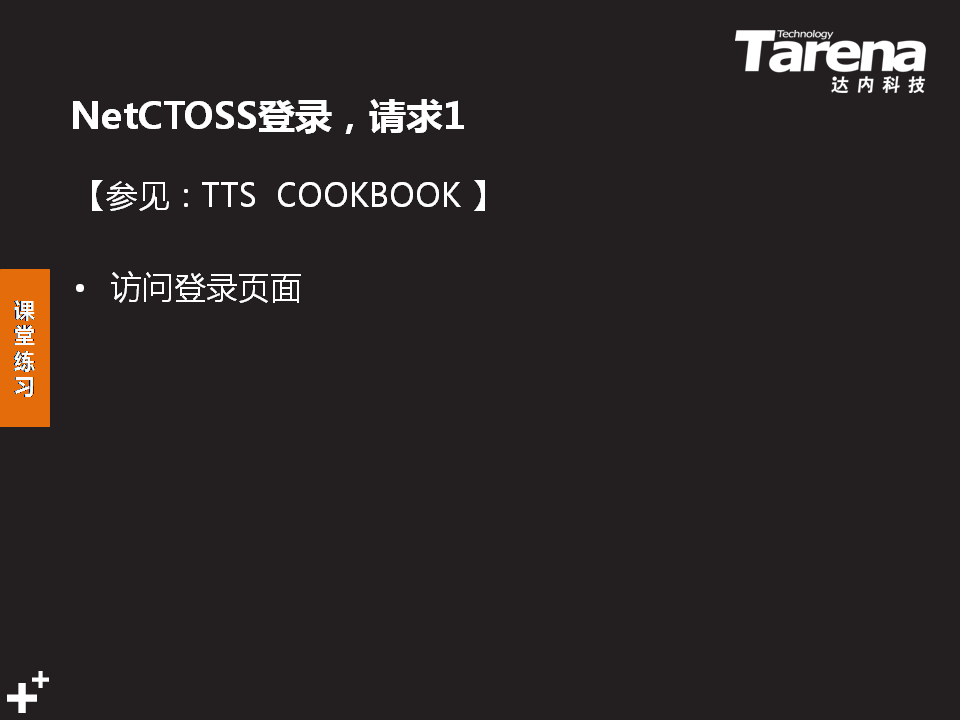 Technology
Tarena
达内科技
NetCTOSS登录，请求1
【参见：TTS COOKBOOK 】
• 访问登录页面
课堂练习